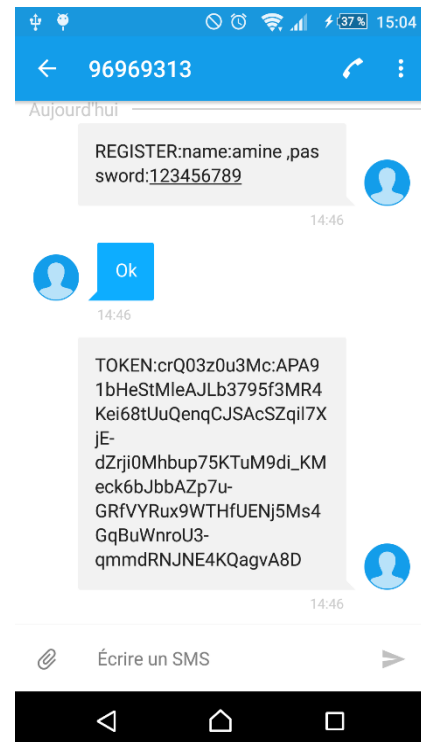 37% 15:04
96969313
Aujourd'hui
REGISTER:name:amine ,pas
sword:123456789
14:46
Ok
14:46
TOKEN:crQ03z0u3Mc:APA9
1bHeStMleAJLb3795f3MR4
Kei68tUuQenqCJSAcSZqil7X
jE-
dZrji0Mhbup75KTuM9di_KM
eck6bJbbAZp7u-
GRfVYRux9WTHfUENj5Ms4
GqBuWnroU3-
qmmdRNJNE4KQagvA8D
14:46
Écrire un SMS